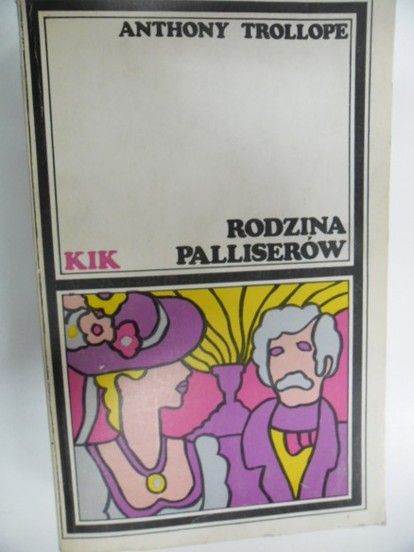 ANTHONY TROLLOPE
RODZINA
KIK PALLISERÓW